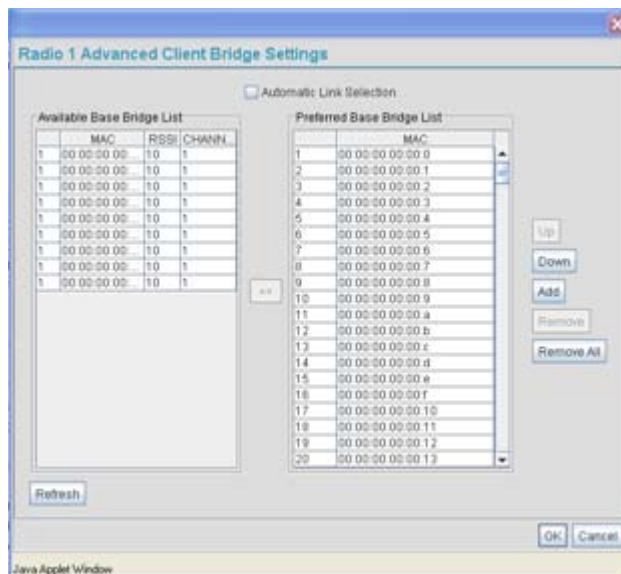 Radio 1 Advanced Client Bridge Settings
Automatic Link Selection
Available Base Bridge List
MAC RSSI CHANN...
1 00:00:00:00:... 10 1
1 00:00:00:00:... 10 1
1 00:00:00:00:... 10 1
1 00:00:00:00:... 10 1
1 00:00:00:00:... 10 1
1 00:00:00:00:... 10 1
1 00:00:00:00:... 10 1
1 00:00:00:00:... 10 1
Refresh
Preferred Base Bridge List
MAC
1 00:00:00:00:00:0
2 00:00:00:00:00:1
3 00:00:00:00:00:2
4 00:00:00:00:00:3
5 00:00:00:00:00:4
6 00:00:00:00:00:5
7 00:00:00:00:00:6
8 00:00:00:00:00:7
9 00:00:00:00:00:8
10 00:00:00:00:00:9
11 00:00:00:00:00:a
12 00:00:00:00:00:b
13 00:00:00:00:00:c
14 00:00:00:00:00:d
15 00:00:00:00:00:e
16 00:00:00:00:00:f
17 00:00:00:00:00:10
18 00:00:00:00:00:11
19 00:00:00:00:00:12
20 00:00:00:00:00:13
Up
Down
Add
Remove
Remove All
OK Cancel
Java Applet Window